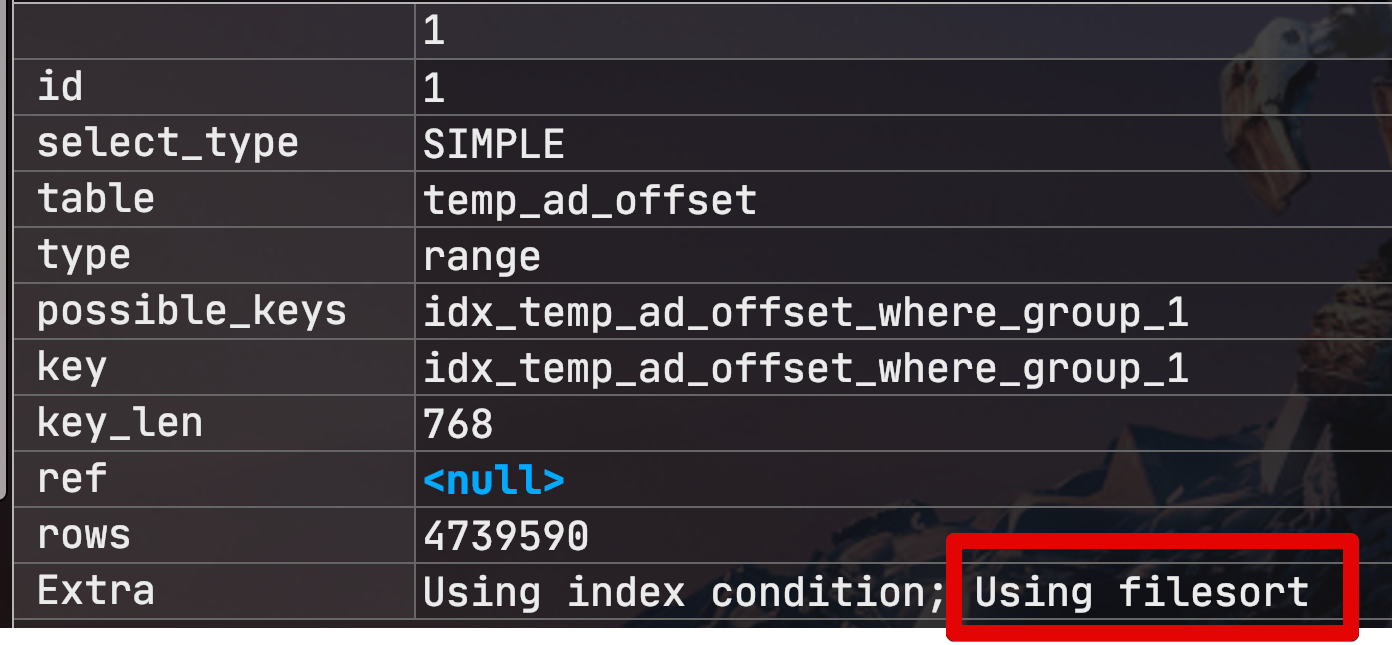 1
id 1
select_type SIMPLE
table temp_ad_offset
type range
possible_keys idx_temp_ad_offset_where_group_1
key idx_temp_ad_offset_where_group_1
key_len 768
ref <null>
rows 4739590
Extra Using index condition; Using filesort